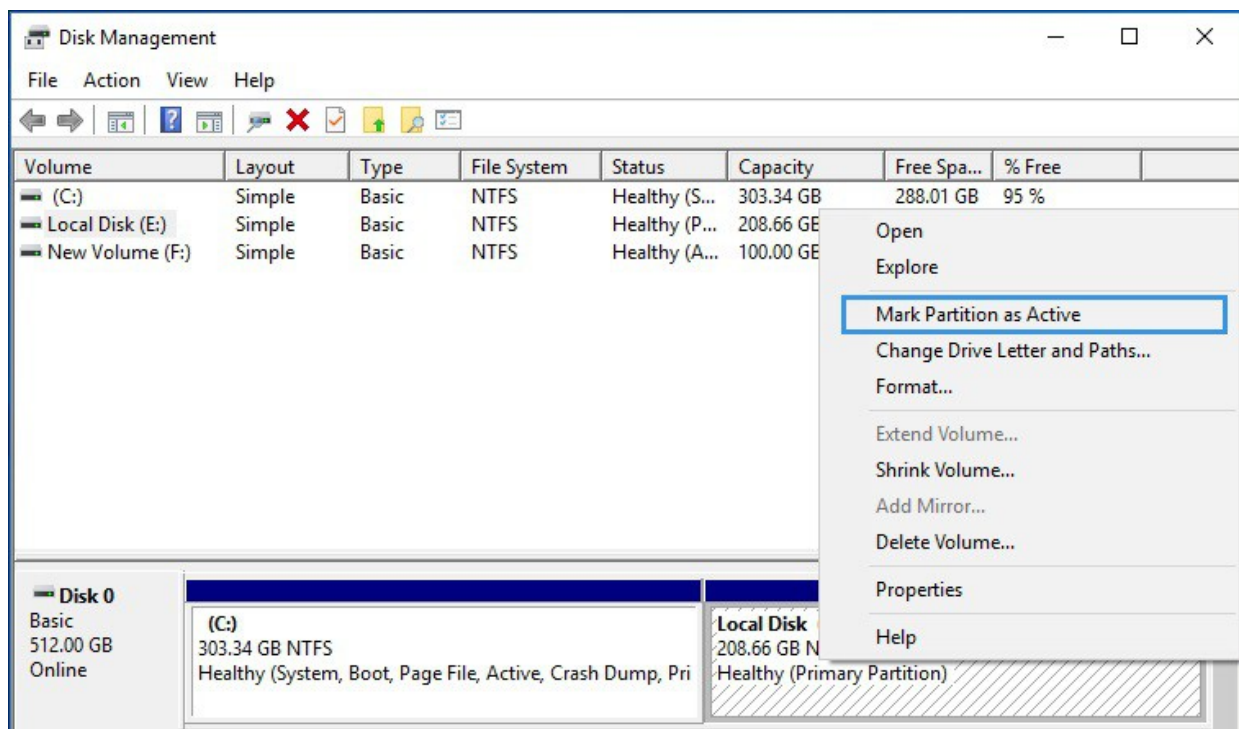 Disk Management
File Action View Help
Volume Layout Type File System Status Capacity Free Spa... % Free
(C:) Simple Basic NTFS Healthy (S... 303.34 GB 288.01 GB 95 %
Local Disk (E:) Simple Basic NTFS Healthy (P... 208.66 GB
New Volume (F:) Simple Basic NTFS Healthy (A... 100.00 GB
Open
Explore
Mark Partition as Active
Change Drive Letter and Paths...
Format...
Extend Volume...
Shrink Volume...
Add Mirror...
Delete Volume...
Properties
Help
Disk 0
Basic
512.00 GB
Online
(C:)
303.34 GB NTFS
Healthy (System, Boot, Page File, Active, Crash Dump, Pri
Local Disk
208.66 GB N
Healthy (Primary Partition)